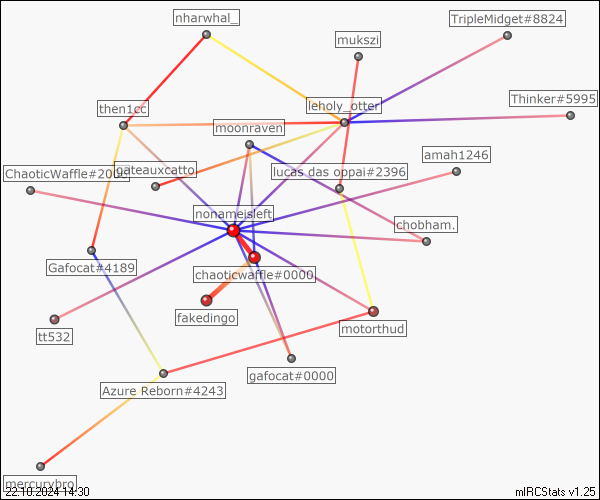 nharwhal_
TripleMidget#8824
mukszi
Thinker#5995
leholy_otter
then1cc
moonraven
amah1246
gateauxcatto
lucas das oppai#2396
nonameisleft
chobham.
Gafocat#4189
chaoticwaffle#0000
fakedingo
motorthud
tt532
gafocat#0000
Azure Reborn#4243
mercurybro
22.10.2024 14:30
mIRCStats v1.25